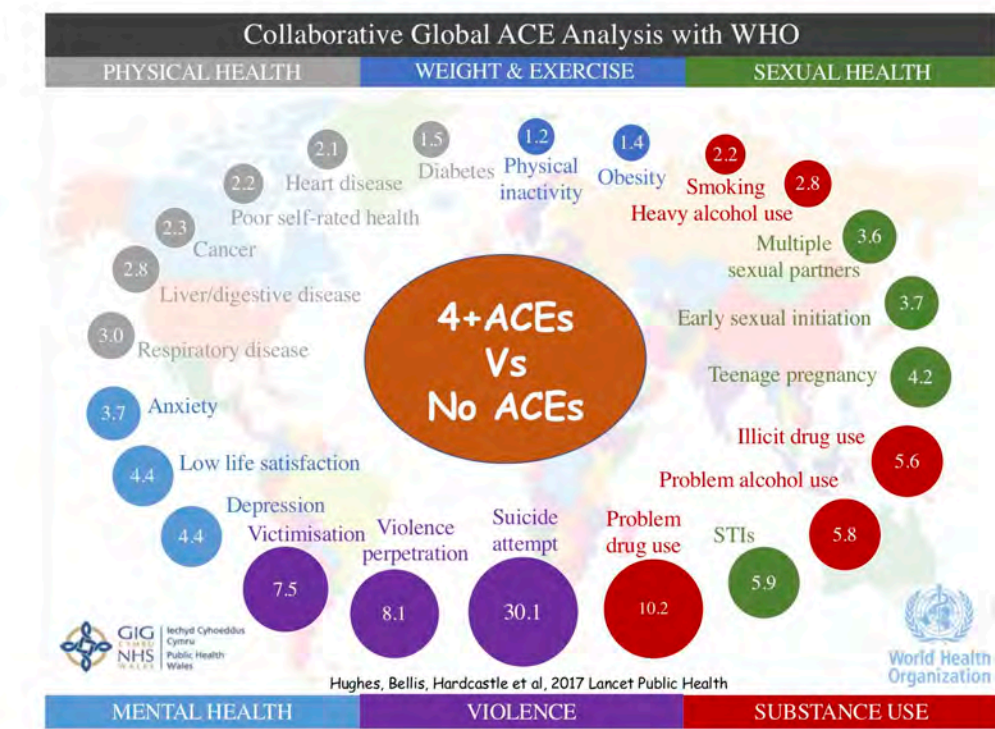 Collaborative Global ACE Analysis with WHO
PHYSICAL HEALTH
WEIGHT & EXERCISE
SEXUAL HEALTH
2.1
Heart disease
1.5
Diabetes
1.2
Physical
inactivity
1.4
Obesity
2.2
Smoking
2.8
Heavy alcohol use
2.2
Poor self-rated health
2.3
Cancer
2.8
Liver/digestive disease
3.0
Respiratory disease
3.6
Multiple
sexual partners
3.7
Early sexual initiation
4.2
Teenage pregnancy
4+ACEs
Vs
No ACEs
3.7
Anxiety
4.4
Low life satisfaction
4.4
Depression
Illicit drug use
5.6
Problem alcohol use
5.8
Victimisation
7.5
Violence
perpetration
8.1
Suicide
attempt
30.1
Problem
drug use
10.2
STIs
5.9
GIG
CYMRU
NHS
WALES
Iechyd Cyhoeddus
Cymru
Public Health
Wales
World Health
Organization
Hughes, Bellis, Hardcastle et al, 2017 Lancet Public Health
MENTAL HEALTH
VIOLENCE
SUBSTANCE USE